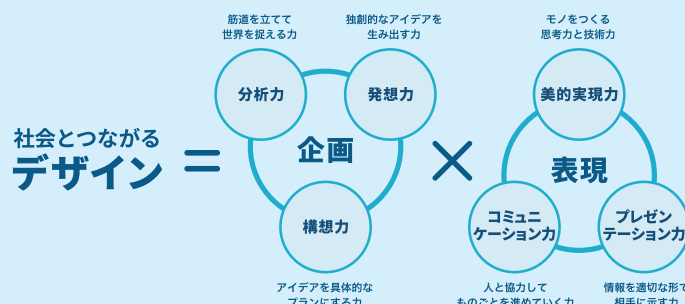 社会とつながる
デザイン
=
筋道を立てて
世界を捉える力
分析力
独創的なアイデアを
生み出す力
発想力
企画
構想力
アイデアを具体的な
プランにする力
×
モノをつくる
思考力と技術力
美的実現力
表現
コミュニ
ケーション力
人と協力して
ものごとを進めていく力
プレゼン
テーション力
情報を適切な形で
相手に示す力